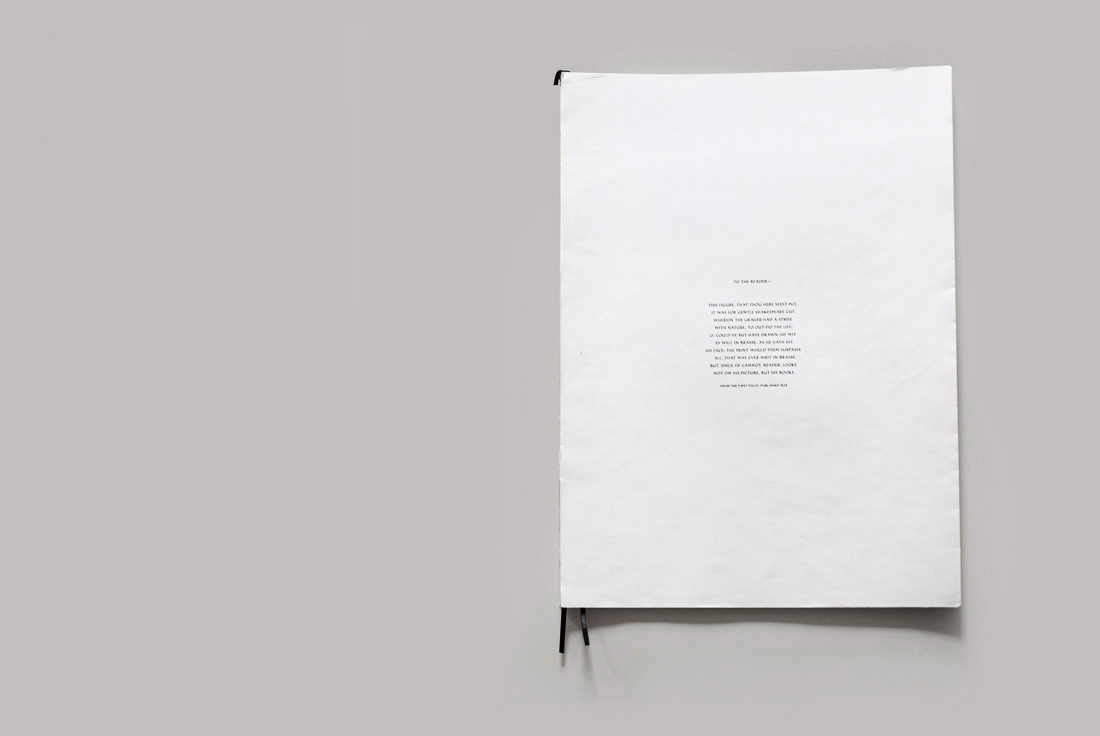 TO THE READER—
THIS FIGURE, THAT THOU HERE SEEST PUT,
IT WAS FOR GENTLE SHAKESPEARE CUT,
WHEREIN THE GRAUER HAD A STRIFE
WITH NATURE, TO OUT-DO THE LIFE:
O, COULD HE BUT HAVE DRAWN HIS WIT
AS WELL IN BRASSE, AS HE HATH HIT
HIS FACE; THE PRINT WOULD THEN SURPASSE
ALL, THAT WAS EVER WRIT IN BRASSE.
BUT, SINCE HE CANNOT, READER, LOOKE
NOT ON HIS PICTURE, BUT HIS BOOKE.
FROM THE FIRST FOLIO, PUBLISHED 1623